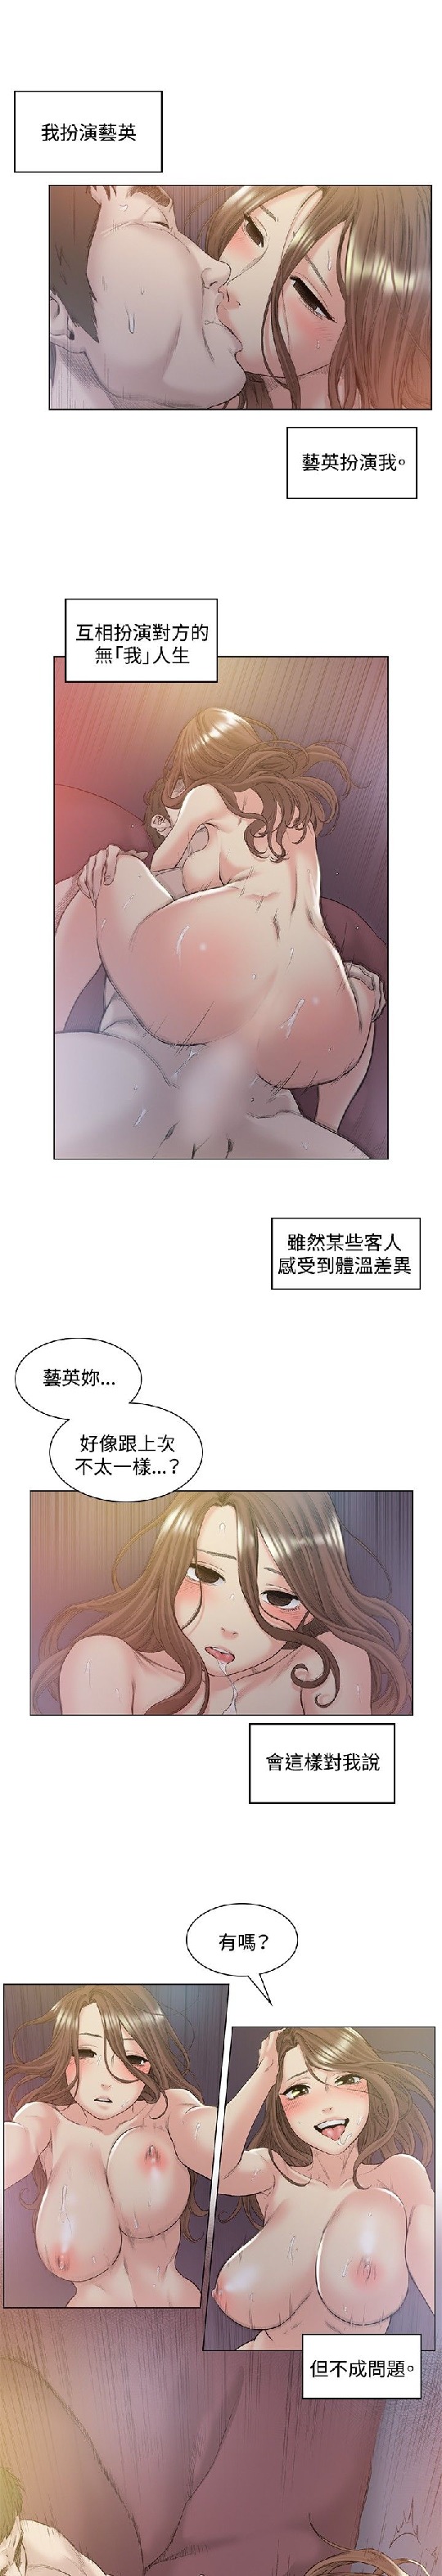 我扮演藝英
藝英扮演我。
互相扮演對方的
無「我」人生
雖然某些客人
感受到體溫差異
藝英妳…
好像跟上次
不太一樣…？
會這樣對我說
有嗎？
但不成問題。